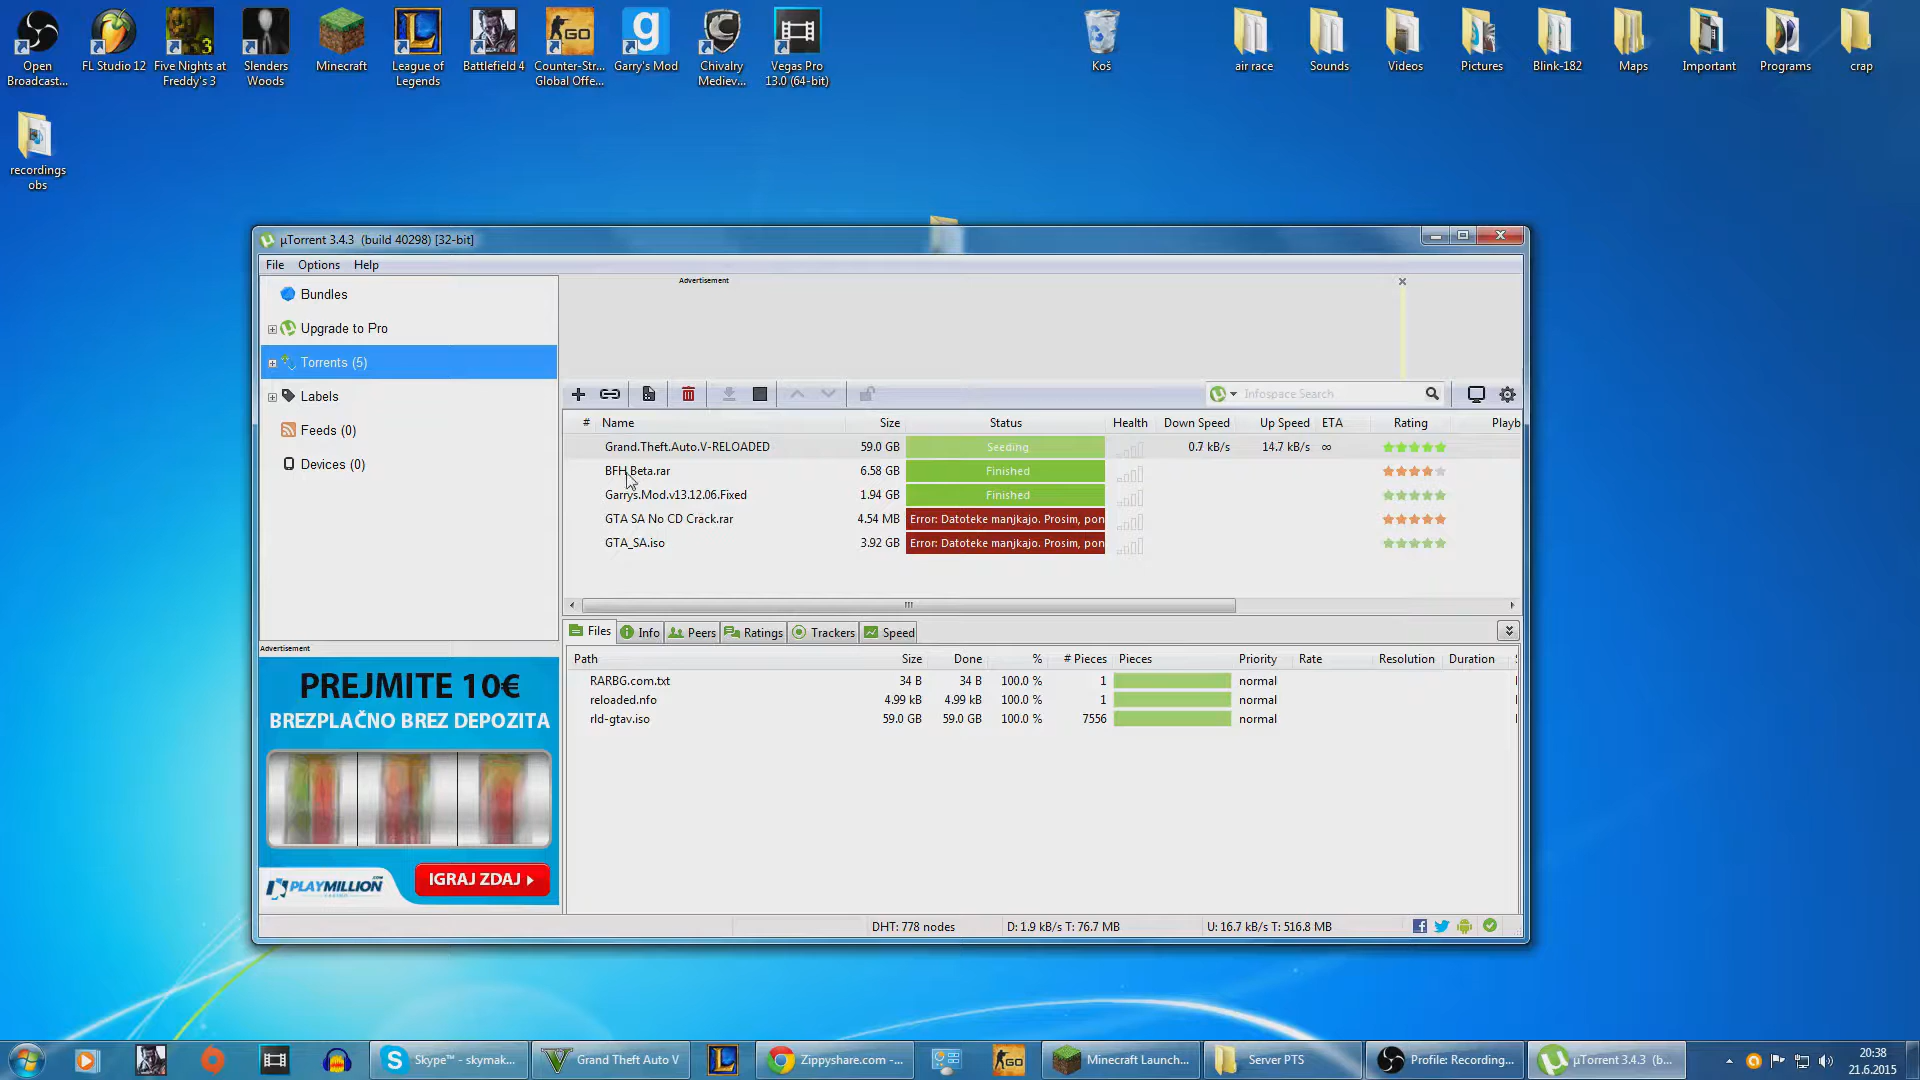 Open Broadcast...
FL Studio 12
Five Nights at Freddy's 3
Slenders Woods
Minecraft
League of Legends
Battlefield 4
Counter-Str... Global Offe...
Garry's Mod
Chivalry Mediev...
Vegas Pro 13.0 (64-bit)
Koš
air race
Sounds
Videos
Pictures
Blink-182
Maps
Important
Programs
crap
recordings obs
µTorrent 3.4.3 (build 40298) [32-bit]
File Options Help
Bundles
Upgrade to Pro
Torrents (5)
Labels
Feeds (0)
Devices (0)
Advertisement
Infospace Search
# Name Size Status Health Down Speed Up Speed ETA Rating Playb
Grand.Theft.Auto.V-RELOADED 59.0 GB Seeding 0.7 kB/s 14.7 kB/s ∞
BFH.Beta.rar 6.58 GB Finished
Garrys.Mod.v13.12.06.Fixed 1.94 GB Finished
GTA SA No CD Crack.rar 4.54 MB Error: Datoteke manjkajo. Prosim, pon
GTA_SA.iso 3.92 GB Error: Datoteke manjkajo. Prosim, pon
Files Info Peers Ratings Trackers Speed
Path Size Done % # Pieces Pieces Priority Rate Resolution Duration
RARBG.com.txt 34 B 34 B 100.0 % 1 normal
reloaded.nfo 4.99 kB 4.99 kB 100.0 % 1 normal
rld-gtav.iso 59.0 GB 59.0 GB 100.0 % 7556 normal
Advertisement
PREJMITE 10€
BREZPLAČNO BREZ DEPOZITA
PLAYMILLION.com
IGRAJ ZDAJ
DHT: 778 nodes D: 1.9 kB/s T: 76.7 MB U: 16.7 kB/s T: 516.8 MB
Skype™ - skymak...
Grand Theft Auto V
Zippyshare.com -...
Minecraft Launch...
Server PTS
Profile: Recording...
µTorrent 3.4.3 (b...
20:38
21.6.2015